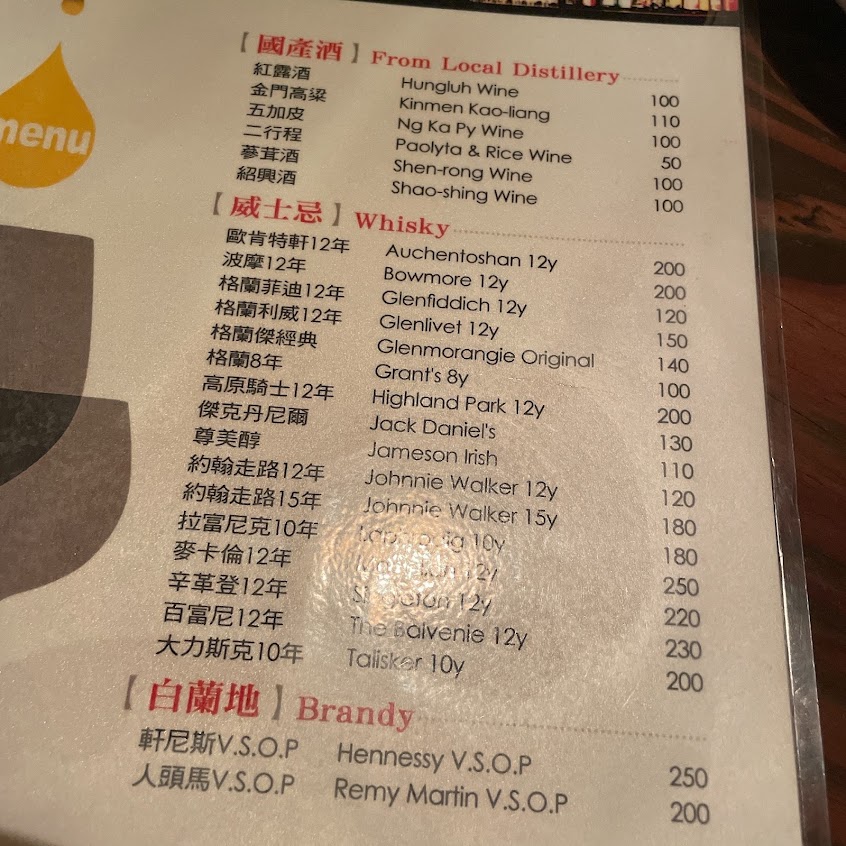 menu
【國產酒】From Local Distillery
紅露酒 Hungluh Wine 100
金門高粱 Kinmen Kao-liang 110
五加皮 Ng Ka Py Wine 100
二行程 Paolyta & Rice Wine 50
蔘茸酒 Shen-rong Wine 100
紹興酒 Shao-shing Wine 100
【威士忌】Whisky
歐肯特軒12年 Auchentoshan 12y 200
波摩12年 Bowmore 12y 200
格蘭菲迪12年 Glenfiddich 12y 120
格蘭利威12年 Glenlivet 12y 150
格蘭傑經典 Glenmorangie Original 140
格蘭8年 Grant's 8y 100
高原騎士12年 Highland Park 12y 200
傑克丹尼爾 Jack Daniel's 130
尊美醇 Jameson Irish 110
約翰走路12年 Johnnie Walker 12y 120
約翰走路15年 Johnnie Walker 15y 180
拉富尼克10年 Laphroaig 10y 180
麥卡倫12年 Macallan 12y 250
辛革登12年 Singleton 12y 220
百富尼12年 The Balvenie 12y 230
大力斯克10年 Talisker 10y 200
【白蘭地】Brandy
軒尼斯V.S.O.P Hennessy V.S.O.P 250
人頭馬V.S.O.P Remy Martin V.S.O.P 200